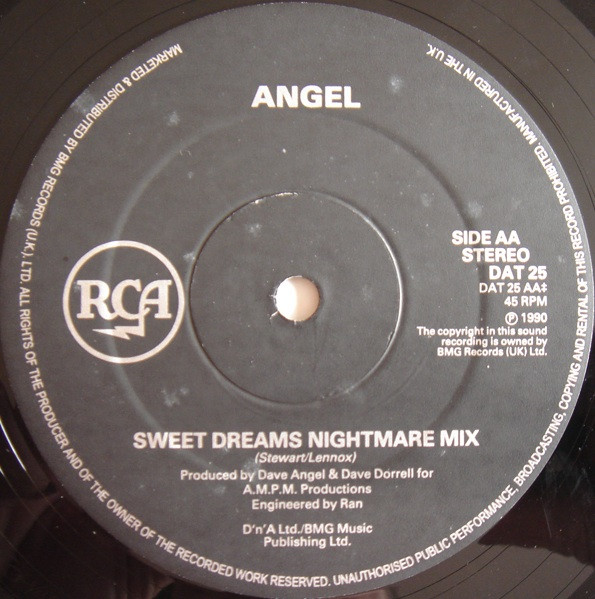 ANGEL
RCA
SIDE AA
STEREO
DAT 25
DAT 25 AA‡
45 RPM
℗ 1990
The copyright in this sound
recording is owned by
BMG Records (UK) Ltd.
SWEET DREAMS NIGHTMARE MIX
(Stewart/Lennox)
Produced by Dave Angel & Dave Dorrell for
A.M.P.M. Productions
Engineered by Ran
D'n'A Ltd./BMG Music
Publishing Ltd.
MARKETED & DISTRIBUTED BY BMG RECORDS (U.K.). LTD. ALL RIGHTS OF THE PRODUCER AND OF THE OWNER OF THE RECORDED WORK RESERVED. UNAUTHORISED PUBLIC PERFORMANCE, BROADCASTING, COPYING AND RENTAL OF THIS RECORD PROHIBITED. MANUFACTURED IN THE U.K.